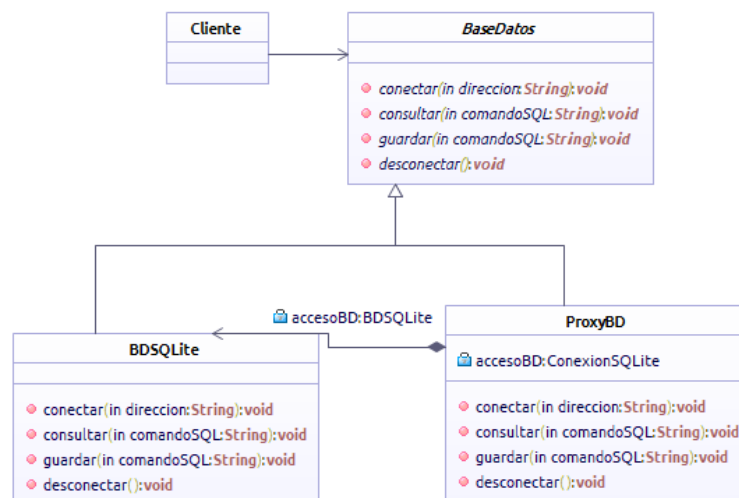 Cliente
BaseDatos
conectar(in direccion:String):void
consultar(in comandoSQL:String):void
guardar(in comandoSQL:String):void
desconectar():void
accesoBD:BDSQLite
BDSQLite
conectar(in direccion:String):void
consultar(in comandoSQL:String):void
guardar(in comandoSQL:String):void
desconectar():void
ProxyBD
accesoBD:ConexionSQLite
conectar(in direccion:String):void
consultar(in comandoSQL:String):void
guardar(in comandoSQL:String):void
desconectar():void